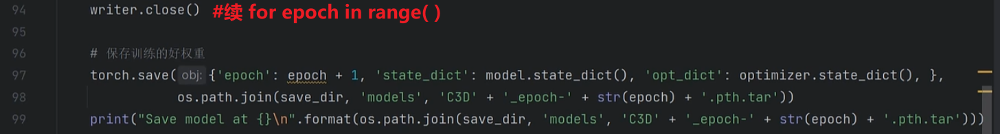 94 writer.close() #续 for epoch in range( )
95
96 # 保存训练的好权重
97 torch.save( obj: {'epoch': epoch + 1, 'state_dict': model.state_dict(), 'opt_dict': optimizer.state_dict(), },
98 os.path.join(save_dir, 'models', 'C3D' + '_epoch-' + str(epoch) + '.pth.tar'))
99 print("Save model at {}\n".format(os.path.join(save_dir, 'models', 'C3D' + '_epoch-' + str(epoch) + '.pth.tar')))